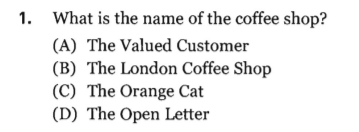 1. What is the name of the coffee shop?
(A) The Valued Customer
(B) The London Coffee Shop
(C) The Orange Cat
(D) The Open Letter